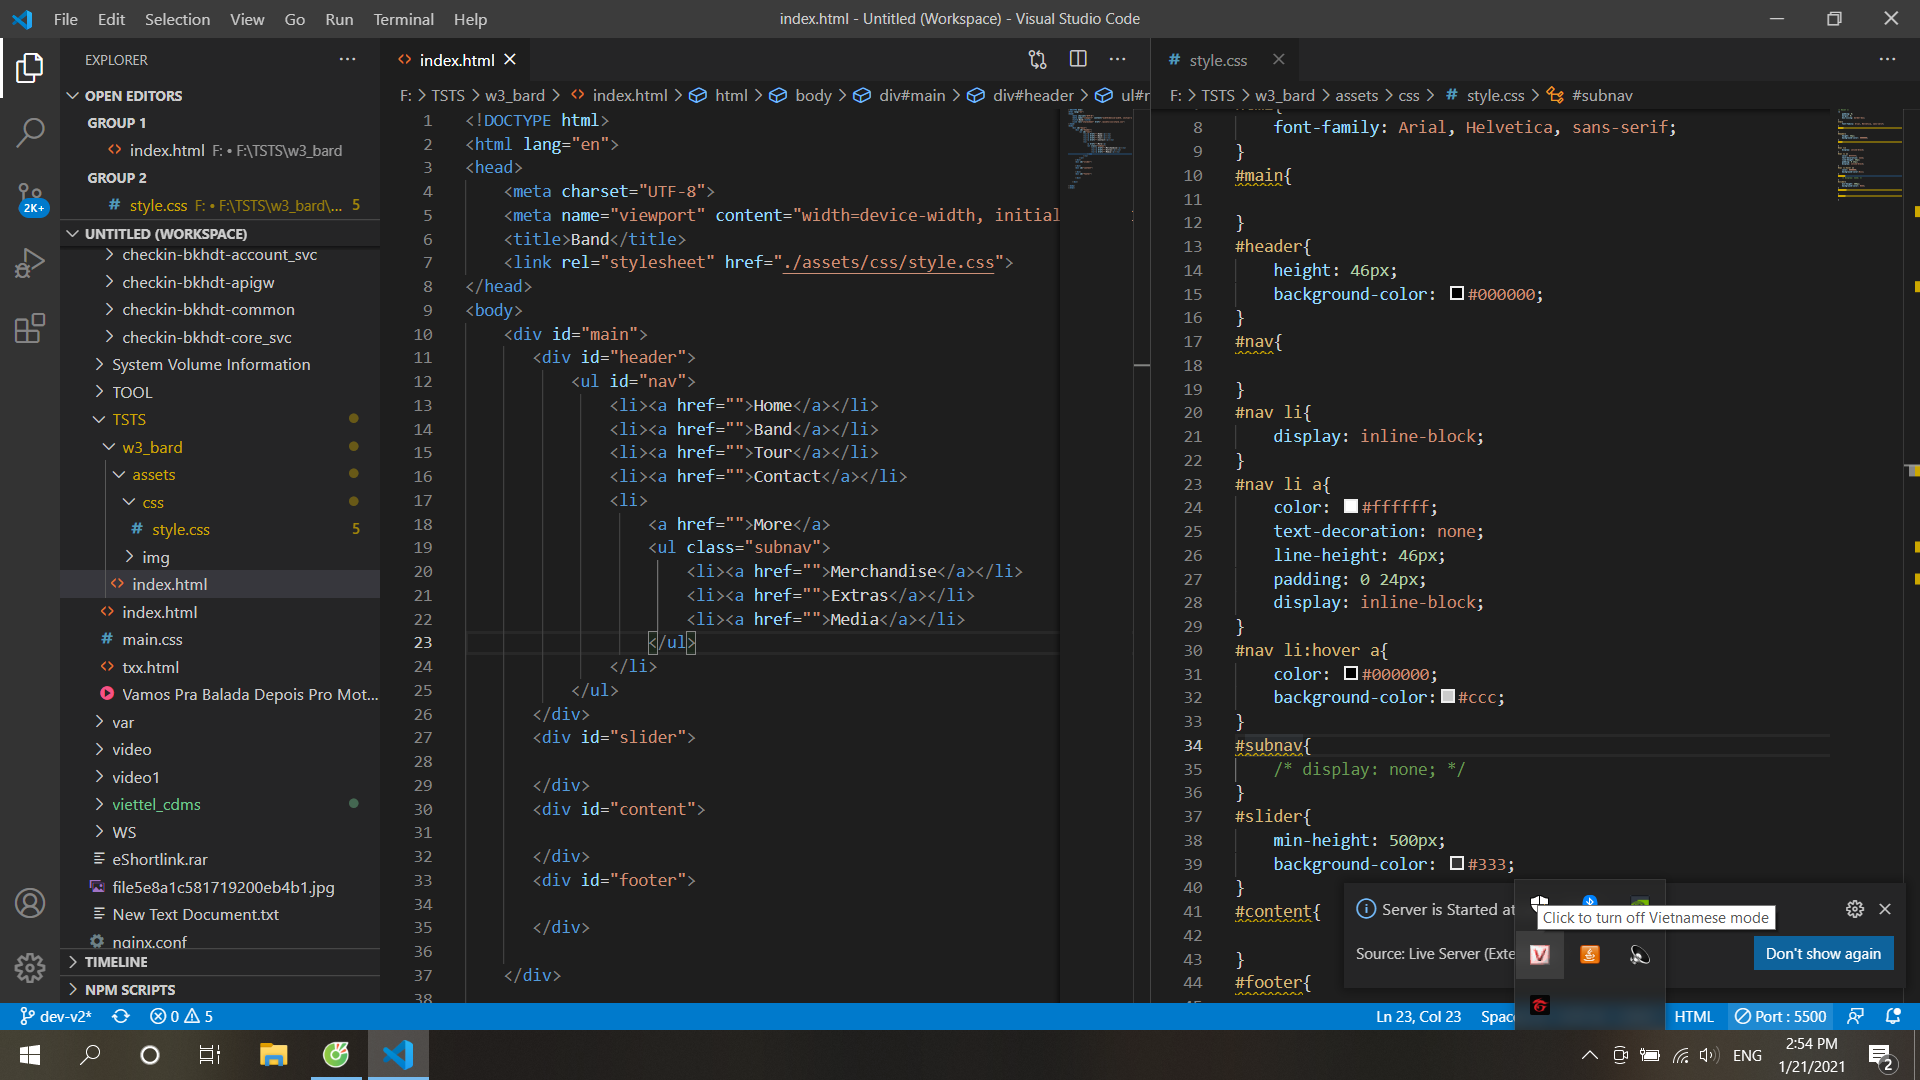 File Edit Selection View Go Run Terminal Help
index.html - Untitled (Workspace) - Visual Studio Code
EXPLORER
OPEN EDITORS
GROUP 1
index.html F: • F:\TSTS\w3_bard
GROUP 2
style.css F: • F:\TSTS\w3_bard\... 5
UNTITLED (WORKSPACE)
checkin-bkhdt-account_svc
checkin-bkhdt-apigw
checkin-bkhdt-common
checkin-bkhdt-core_svc
System Volume Information
TOOL
TSTS
w3_bard
assets
css
style.css 5
img
index.html
index.html
main.css
txx.html
Vamos Pra Balada Depois Pro Mot...
var
video
video1
viettel_cdms
WS
eShortlink.rar
file5e8a1c581719200eb4b1.jpg
New Text Document.txt
nginx.conf
TIMELINE
NPM SCRIPTS
2K+
index.html
F: > TSTS > w3_bard > index.html > html > body > div#main > div#header > ul#r
1 <!DOCTYPE html>
2 <html lang="en">
3 <head>
4 <meta charset="UTF-8">
5 <meta name="viewport" content="width=device-width, initial
6 <title>Band</title>
7 <link rel="stylesheet" href="./assets/css/style.css">
8 </head>
9 <body>
10 <div id="main">
11 <div id="header">
12 <ul id="nav">
13 <li><a href="">Home</a></li>
14 <li><a href="">Band</a></li>
15 <li><a href="">Tour</a></li>
16 <li><a href="">Contact</a></li>
17 <li>
18 <a href="">More</a>
19 <ul class="subnav">
20 <li><a href="">Merchandise</a></li>
21 <li><a href="">Extras</a></li>
22 <li><a href="">Media</a></li>
23 </ul>
24 </li>
25 </ul>
26 </div>
27 <div id="slider">
28
29 </div>
30 <div id="content">
31
32 </div>
33 <div id="footer">
34
35 </div>
36
37 </div>
38
style.css
F: > TSTS > w3_bard > assets > css > style.css > #subnav
8 font-family: Arial, Helvetica, sans-serif;
9 }
10 #main{
11
12 }
13 #header{
14 height: 46px;
15 background-color: #000000;
16 }
17 #nav{
18
19 }
20 #nav li{
21 display: inline-block;
22 }
23 #nav li a{
24 color: #ffffff;
25 text-decoration: none;
26 line-height: 46px;
27 padding: 0 24px;
28 display: inline-block;
29 }
30 #nav li:hover a{
31 color: #000000;
32 background-color: #ccc;
33 }
34 #subnav{
35 /* display: none; */
36 }
37 #slider{
38 min-height: 500px;
39 background-color: #333;
40 }
41 #content{
42
43 }
44 #footer{
Server is Started at
Click to turn off Vietnamese mode
Source: Live Server (Exte
Don't show again
dev-v2* 0 5
Ln 23, Col 23 HTML Port : 5500
ENG
2:54 PM
1/21/2021
2